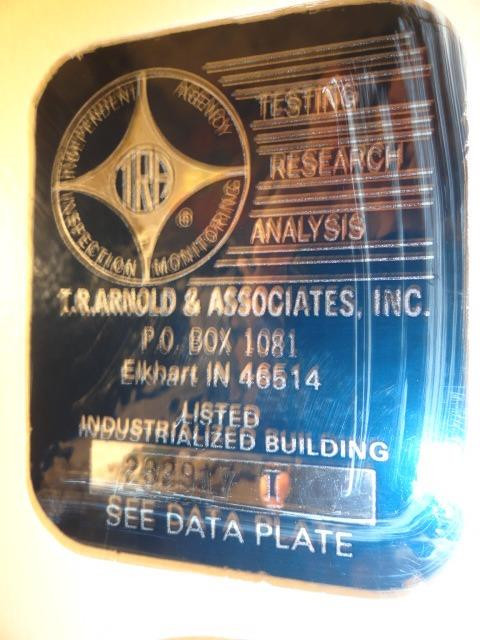 INDEPENDENT AGENCY
TRA
®
INSPECTION MONITORING
TESTING
RESEARCH
ANALYSIS
T.R.ARNOLD & ASSOCIATES, INC.
P.O. BOX 1081
Elkhart IN 46514
LISTED
INDUSTRIALIZED BUILDING
232917 T
SEE DATA PLATE